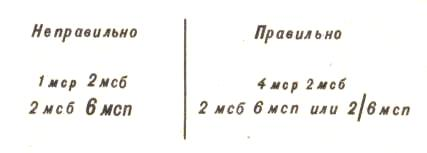 Неправильно
1 мср 2 мсб
2 мсб 6 мсп
Правильно
4 мср 2 мсб
2 мсб 6 мсп или 2/6 мсп